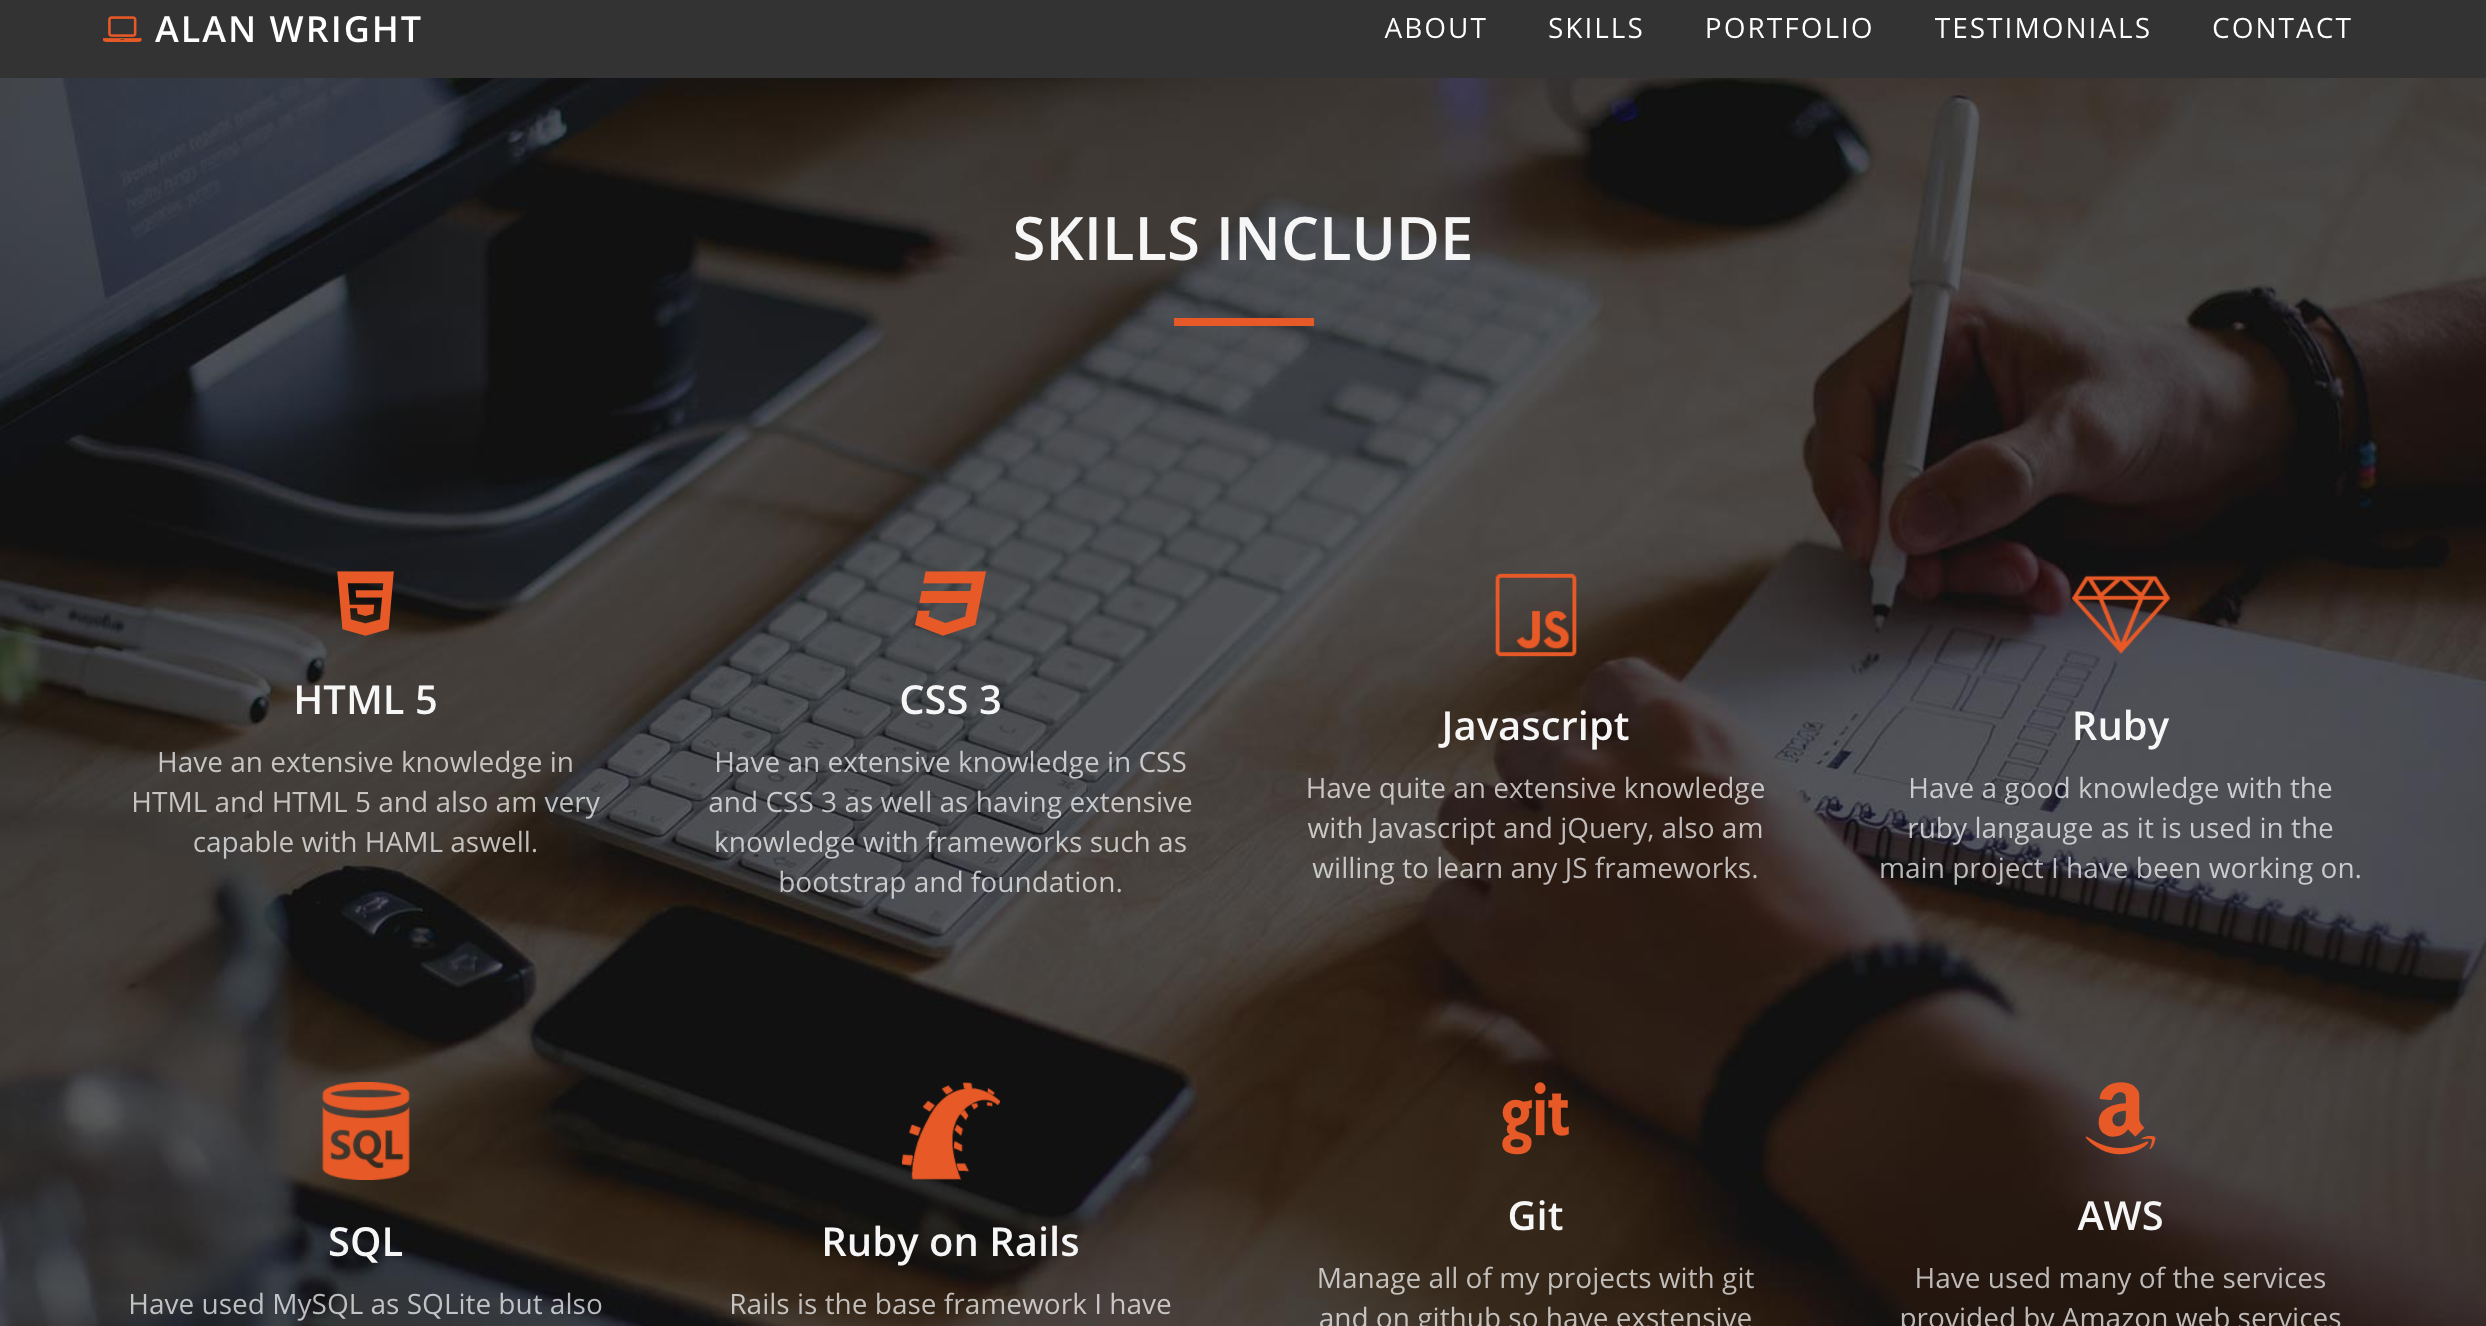 ALAN WRIGHT
ABOUT SKILLS PORTFOLIO TESTIMONIALS CONTACT
SKILLS INCLUDE
5
JS
HTML 5
Have an extensive knowledge in
HTML and HTML 5 and also am very
capable with HAML aswell.
CSS 3
Have an extensive knowledge in CSS
and CSS 3 as well as having extensive
knowledge with frameworks such as
bootstrap and foundation.
Javascript
Have quite an extensive knowledge
with Javascript and jQuery, also am
willing to learn any JS frameworks.
Ruby
Have a good knowledge with the
ruby langauge as it is used in the
main project I have been working on.
SQL
SQL
Have used MySQL as SQLite but also
Ruby on Rails
Rails is the base framework I have
git
Git
Manage all of my projects with git
and on github so have exstensive
a
AWS
Have used many of the services
provided by Amazon web services